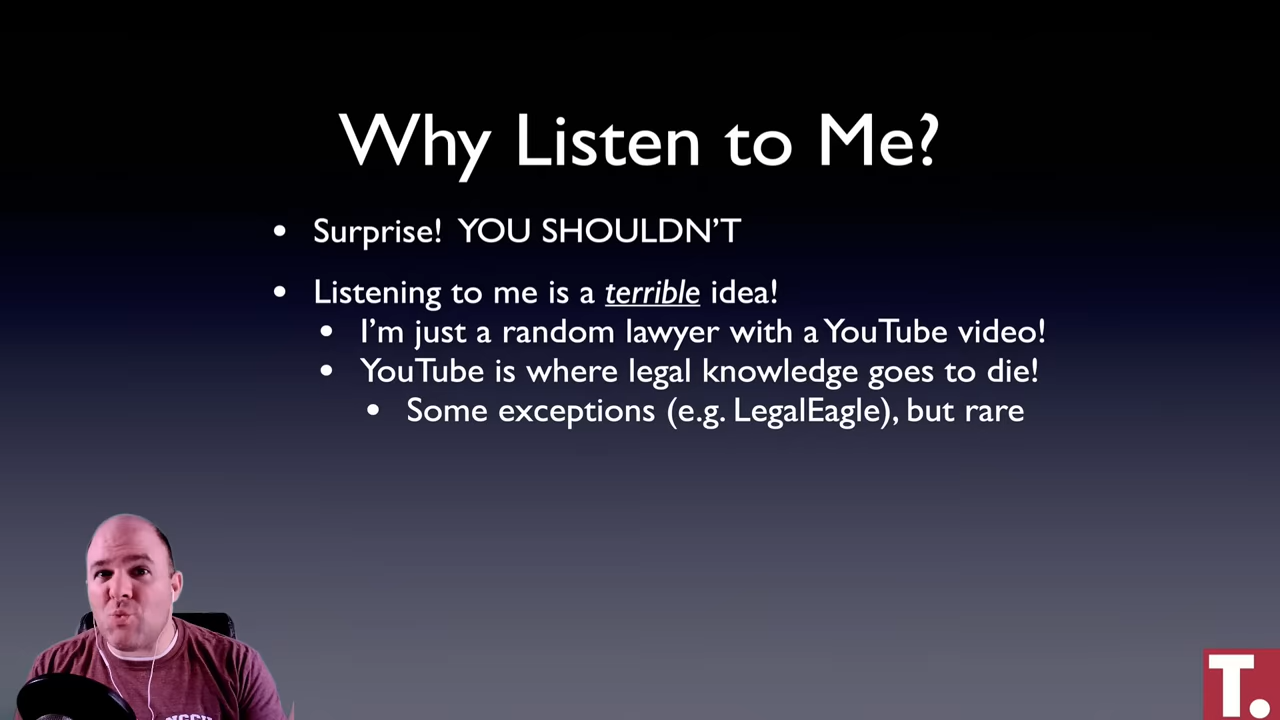 Why Listen to Me?
• Surprise! YOU SHOULDN'T
• Listening to me is a terrible idea!
• I'm just a random lawyer with a YouTube video!
• YouTube is where legal knowledge goes to die!
• Some exceptions (e.g. LegalEagle), but rare
T.